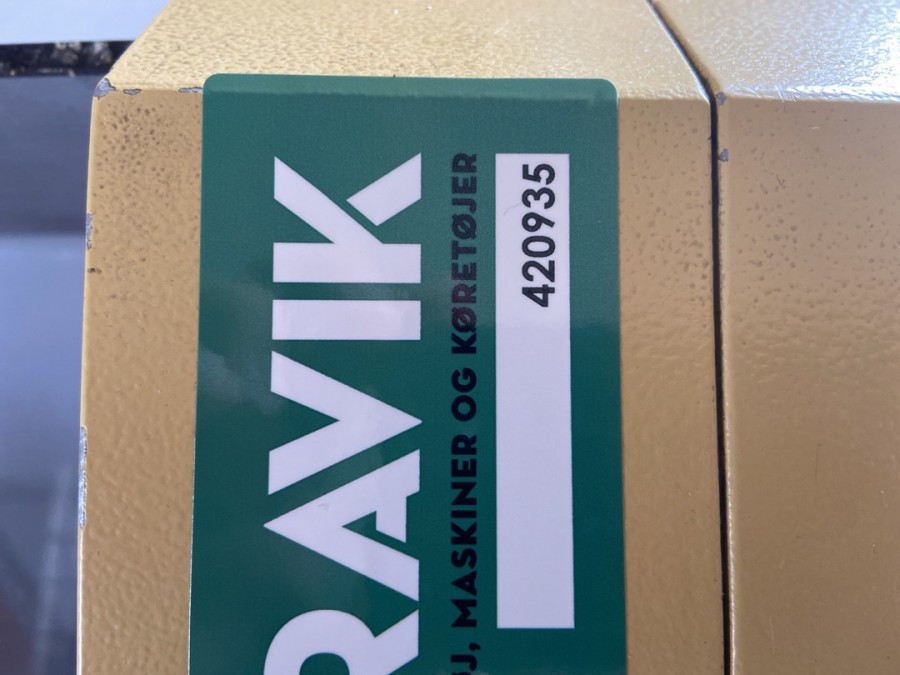 RAVIK
J, MASKINER OG KØRETØJER
420935